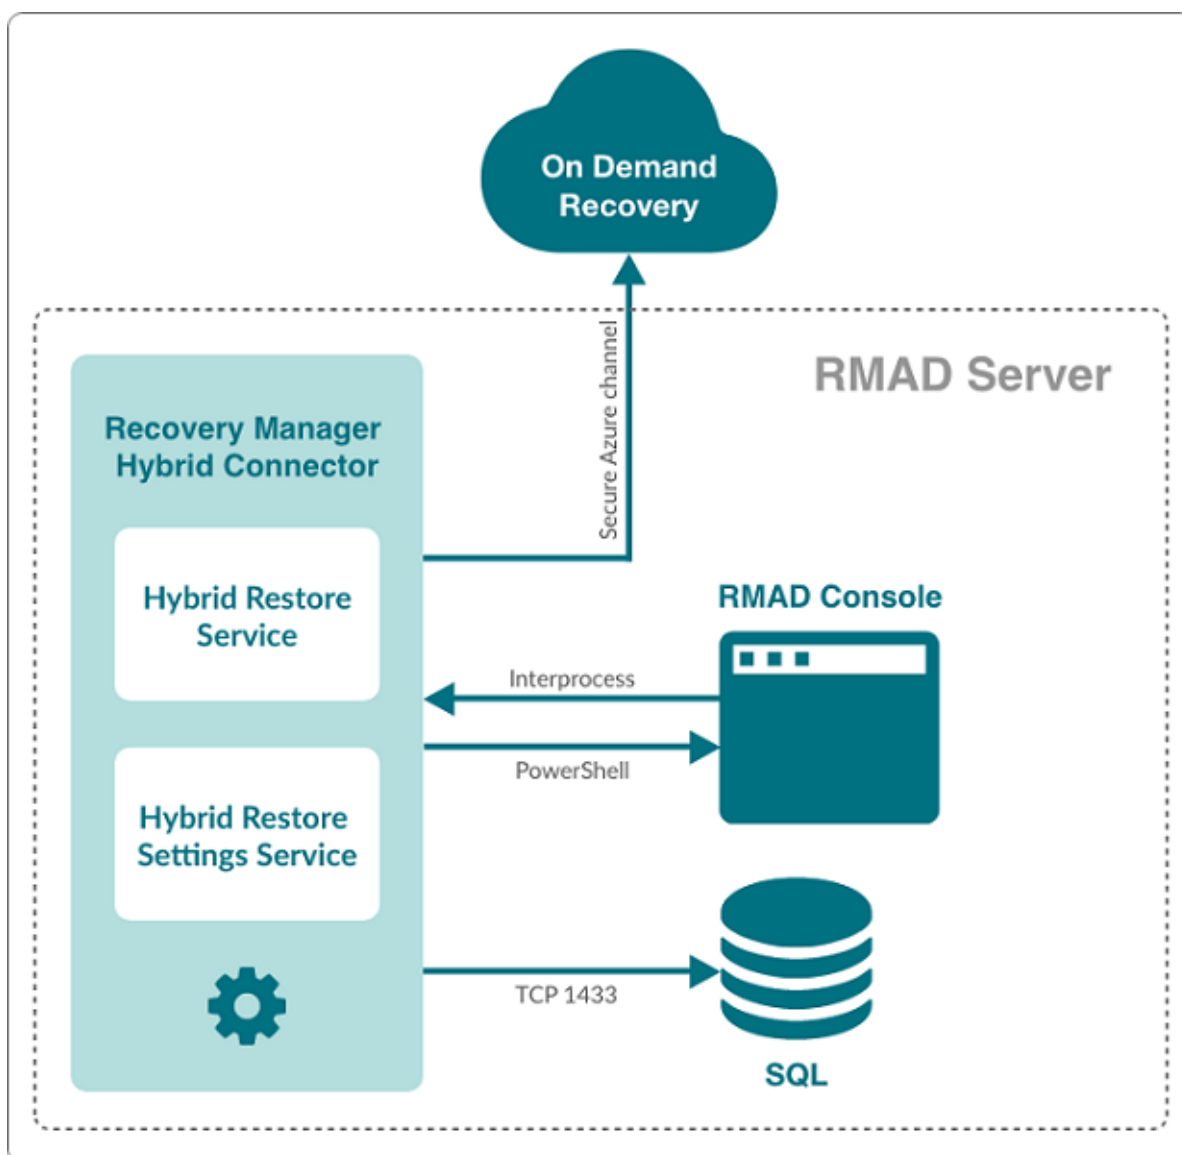 On Demand
Recovery
RMAD Server
Secure Azure channel
Recovery Manager
Hybrid Connector
Hybrid Restore
Service
RMAD Console
Interprocess
PowerShell
Hybrid Restore
Settings Service
TCP 1433
SQL